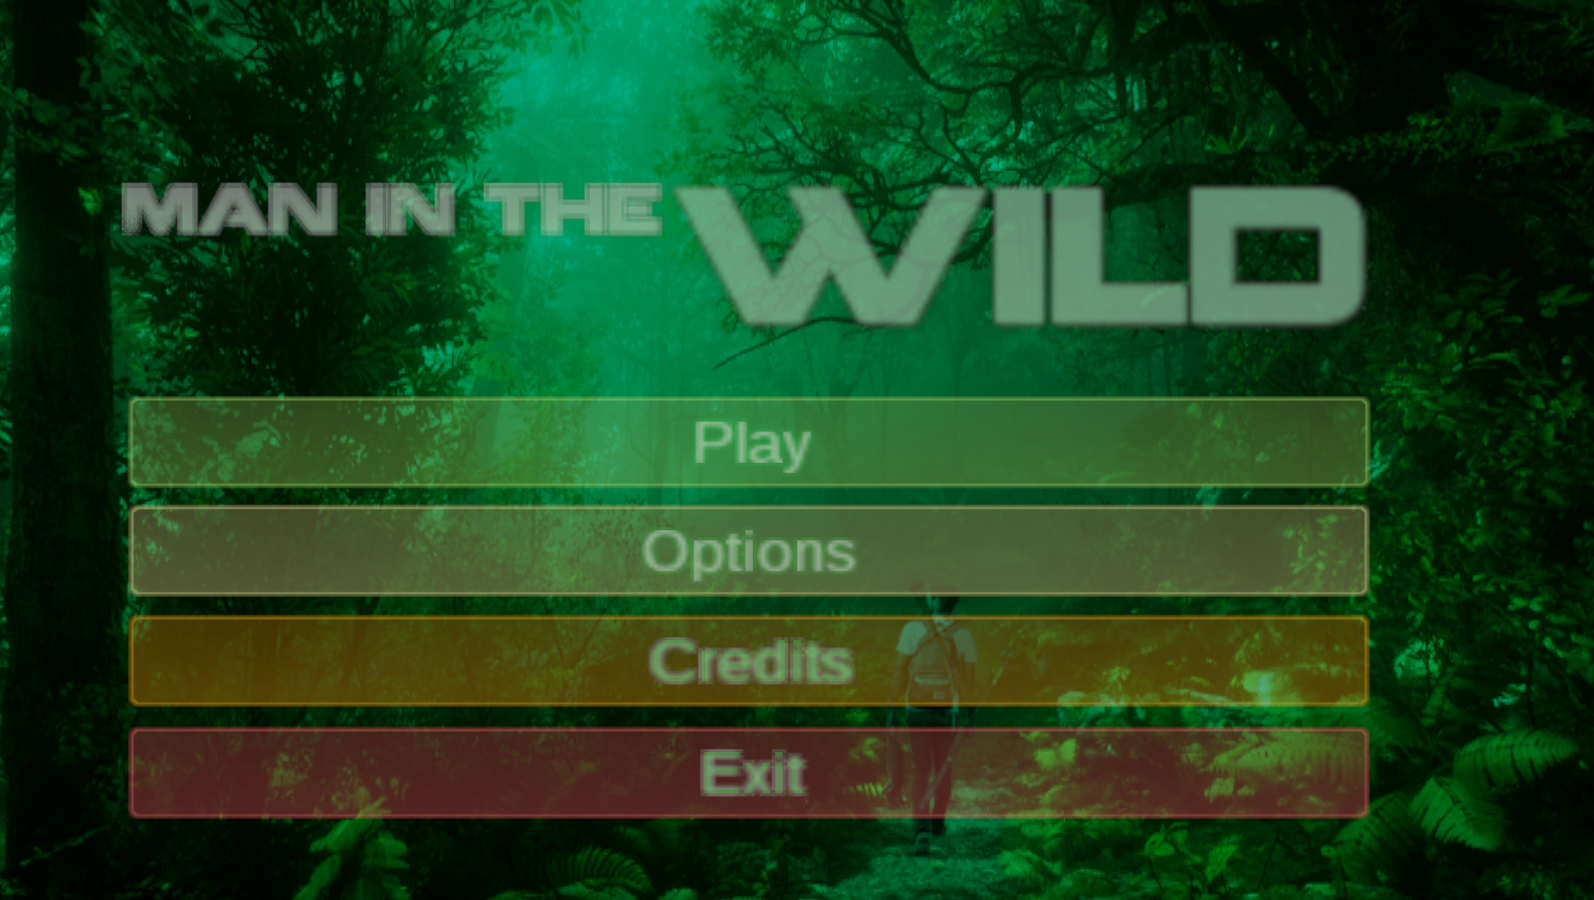 MAN IN THE WILD
Play
Options
Credits
Exit